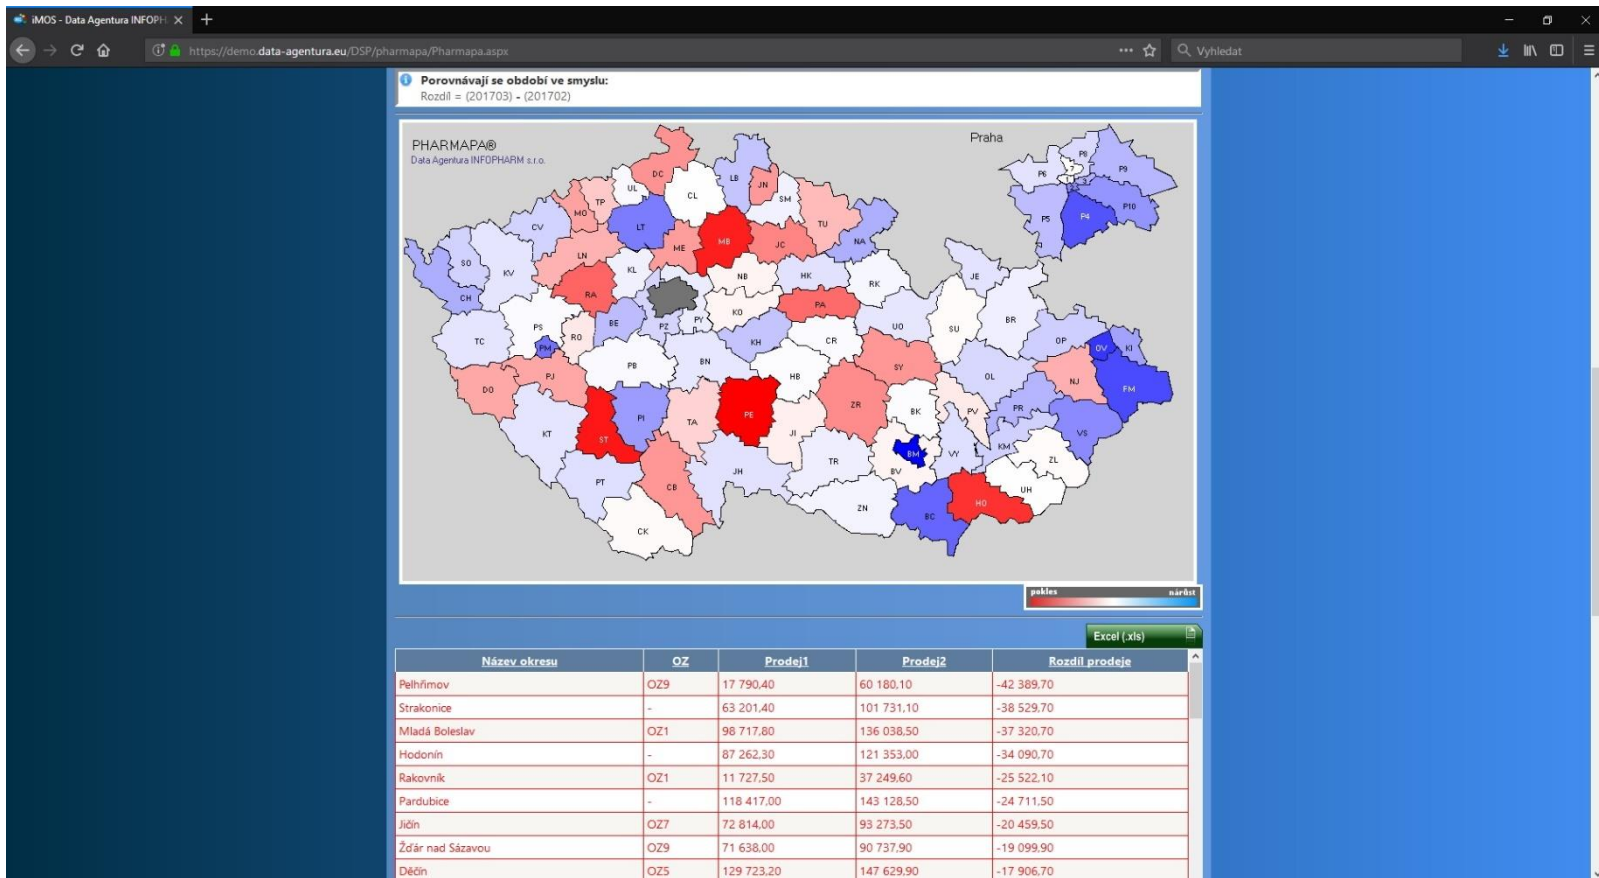 iMOS - Data Agentura INFOPH
https://demo.data-agentura.eu/DSP/pharmapa/Pharmapa.aspx
Vyhledat
Porovnávají se období ve smyslu:
Rozdíl = (201703) - (201702)
PHARMAPA®
Data Agentura INFOPHARM s.r.o.
Praha
P8
P6
7
P9
1
3
2
P5
P4
P10
DC
UL
CL
LB
JN
SM
TP
MO
TU
CV
LT
ME
MB
JC
NA
SO
KV
LN
KL
NB
HK
RK
JE
CH
RA
KO
PA
BE
PZ
PY
UO
SU
BR
TC
PS
RO
PM
KH
CR
OP
OV
KI
PB
BN
HB
SY
OL
NJ
FM
DO
PJ
PI
TA
PE
JI
ZR
BK
PV
PR
VS
KT
ST
BM
VY
KM
ZL
PT
CB
JH
TR
BV
UH
CK
ZN
BC
HO
pokles nárůst
Excel (.xls)
Název okresu OZ Prodej1 Prodej2 Rozdíl prodeje
Pelhřimov OZ9 17 790,40 60 180,10 -42 389,70
Strakonice - 63 201,40 101 731,10 -38 529,70
Mladá Boleslav OZ1 98 717,80 136 038,50 -37 320,70
Hodonín - 87 262,30 121 353,00 -34 090,70
Rakovník OZ1 11 727,50 37 249,60 -25 522,10
Pardubice - 118 417,00 143 128,50 -24 711,50
Jičín OZ7 72 814,00 93 273,50 -20 459,50
Žďár nad Sázavou OZ9 71 638,00 90 737,90 -19 099,90
Děčín OZ5 129 723,20 147 629,90 -17 906,70